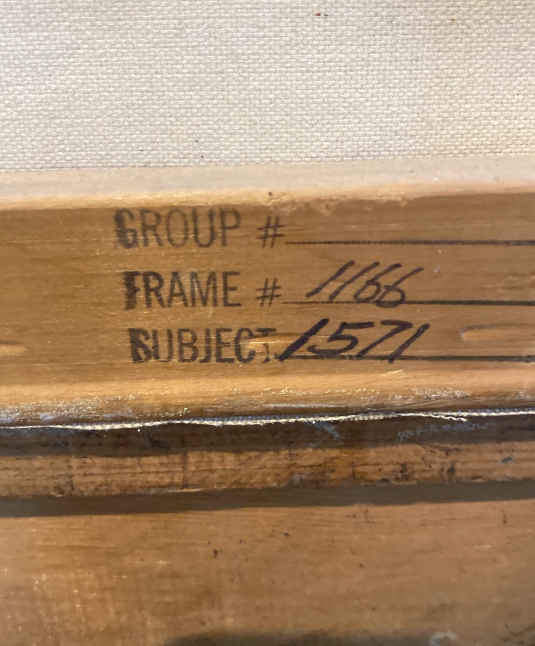 GROUP #
FRAME # 1166
SUBJECT 1571